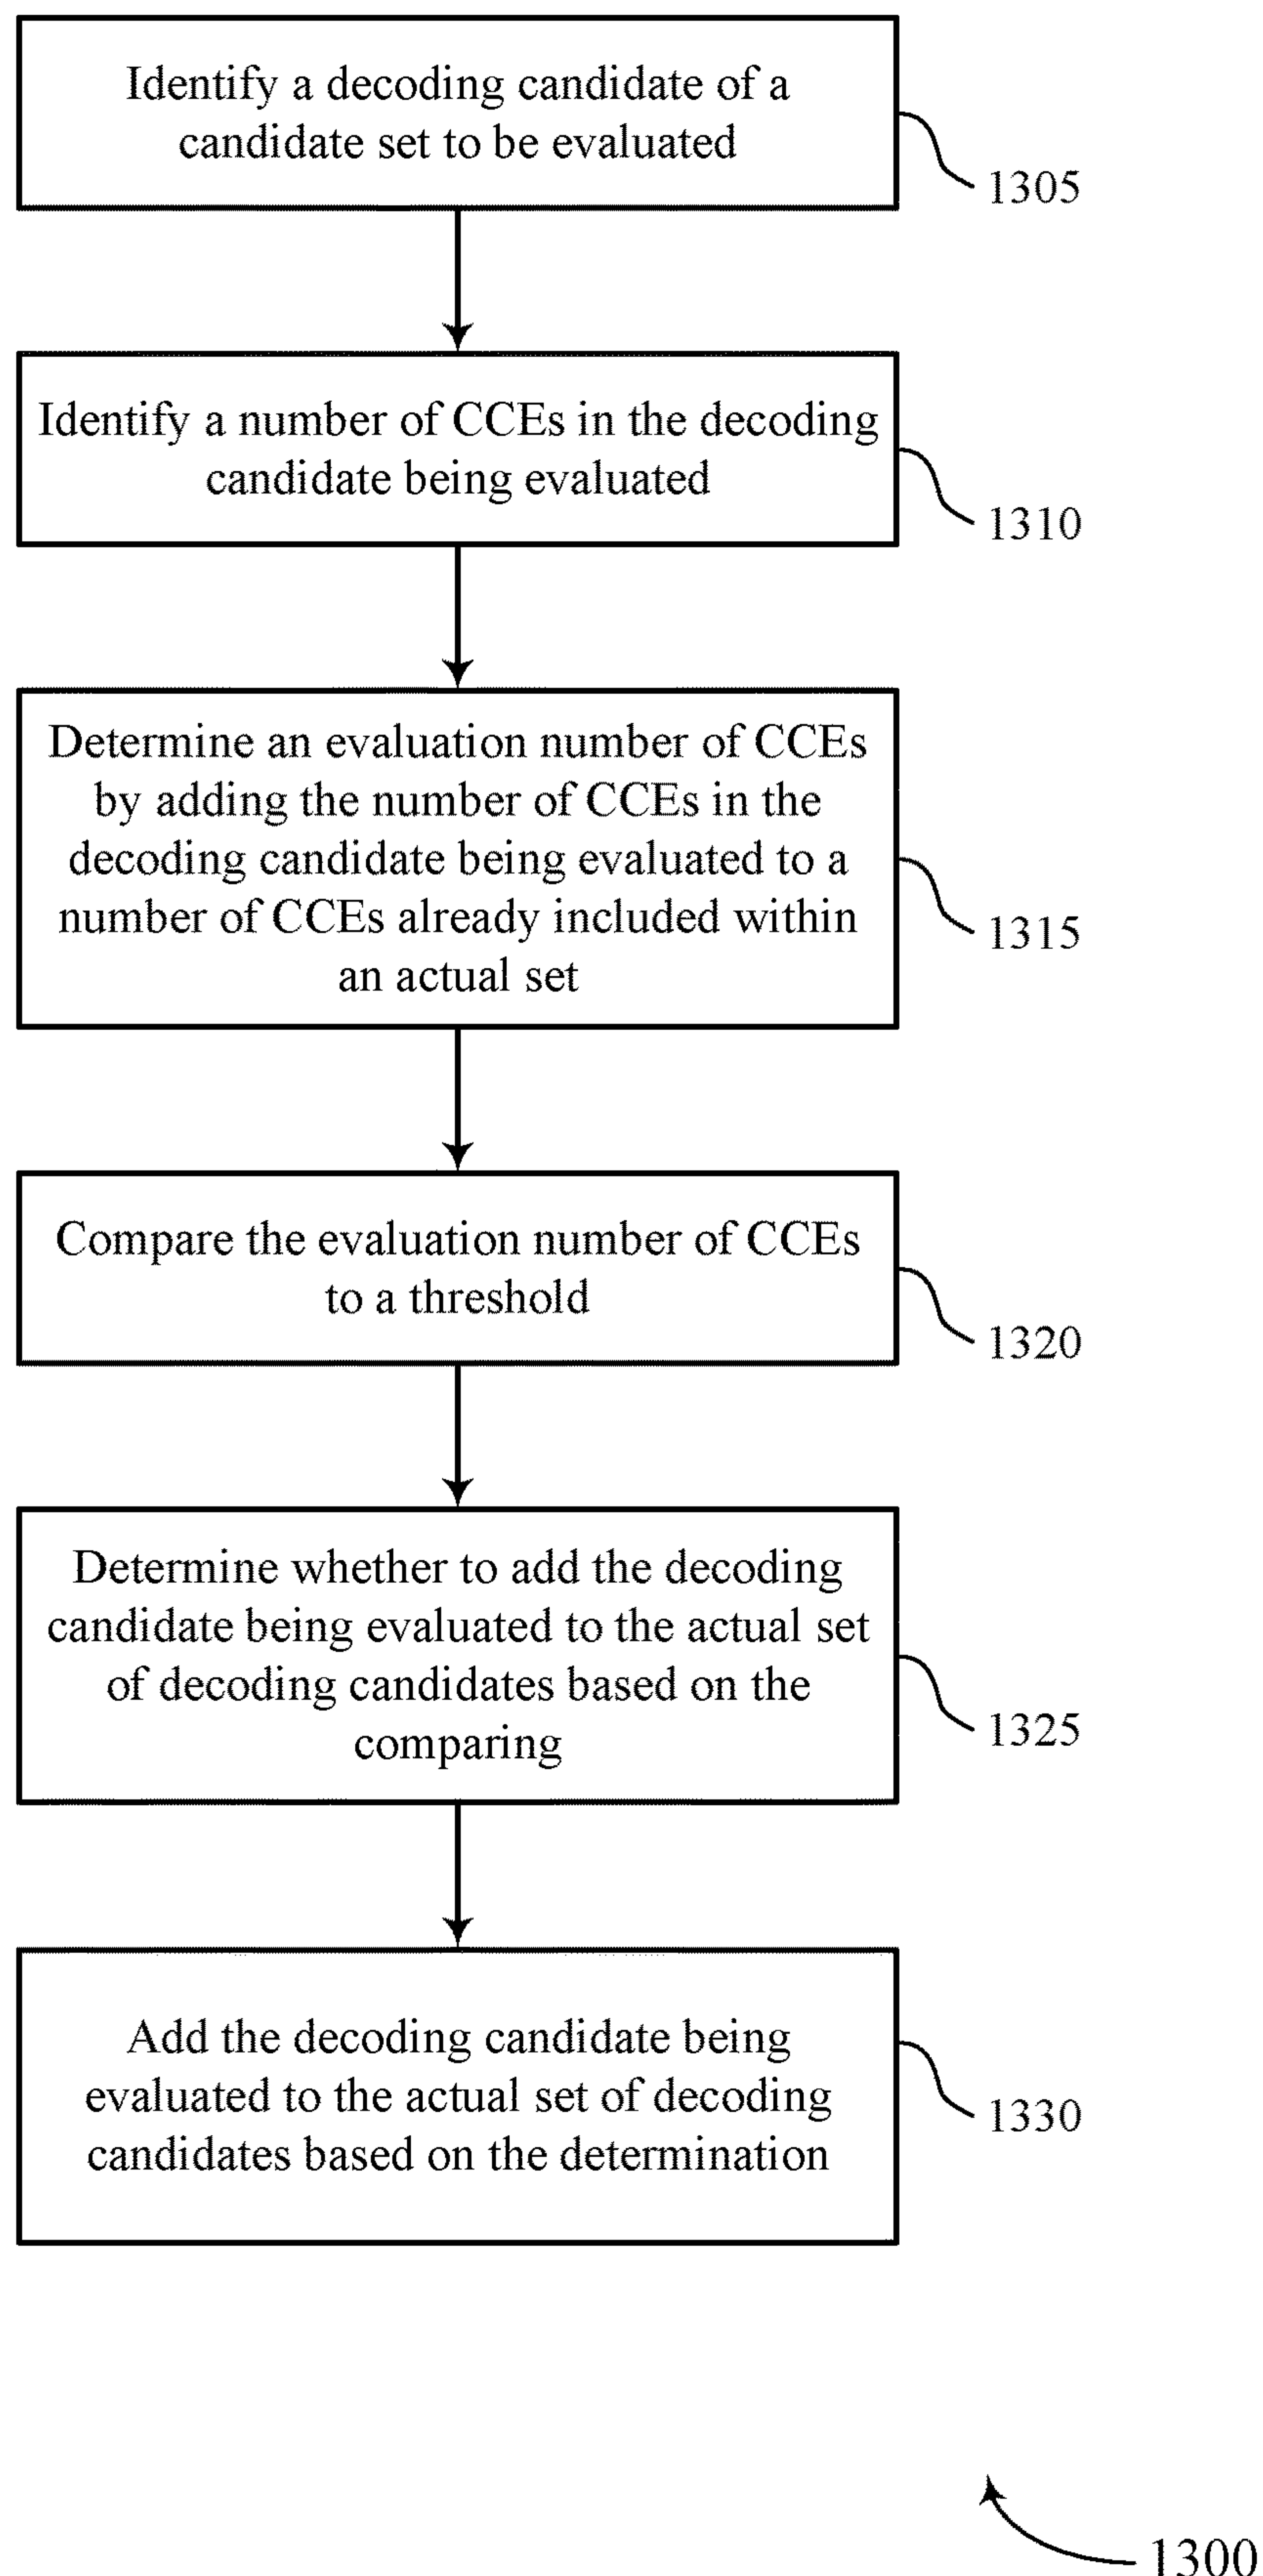 Identify a decoding candidate of a
candidate set to be evaluated
1305
Identify a number of CCEs in the decoding
candidate being evaluated
1310
Determine an evaluation number of CCEs
by adding the number of CCEs in the
decoding candidate being evaluated to a
number of CCEs already included within
an actual set
1315
Compare the evaluation number of CCEs
to a threshold
1320
Determine whether to add the decoding
candidate being evaluated to the actual set
of decoding candidates based on the
comparing
1325
Add the decoding candidate being
evaluated to the actual set of decoding
candidates based on the determination
1330
1300